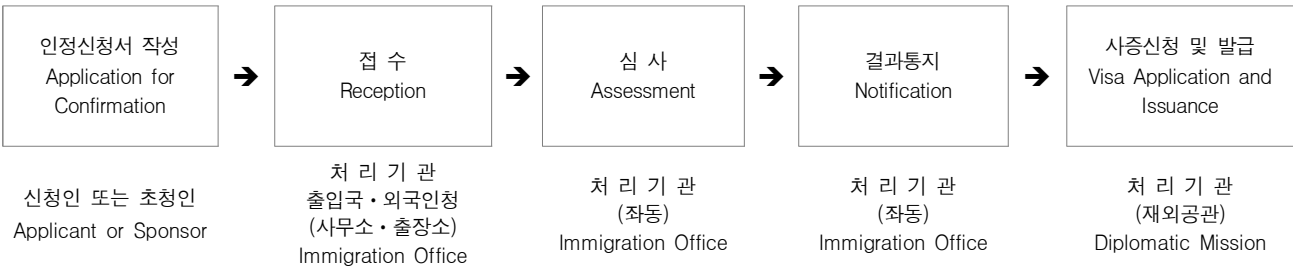 인정신청서 작성
Application for
Confirmation
➔
접 수
Reception
➔
심 사
Assessment
➔
결과통지
Notification
➔
사증신청 및 발급
Visa Application and
Issuance
신청인 또는 초청인
Applicant or Sponsor
처 리 기 관
출입국・외국인청
(사무소・출장소)
Immigration Office
처 리 기 관
(좌동)
Immigration Office
처 리 기 관
(좌동)
Immigration Office
처 리 기 관
(재외공관)
Diplomatic Mission